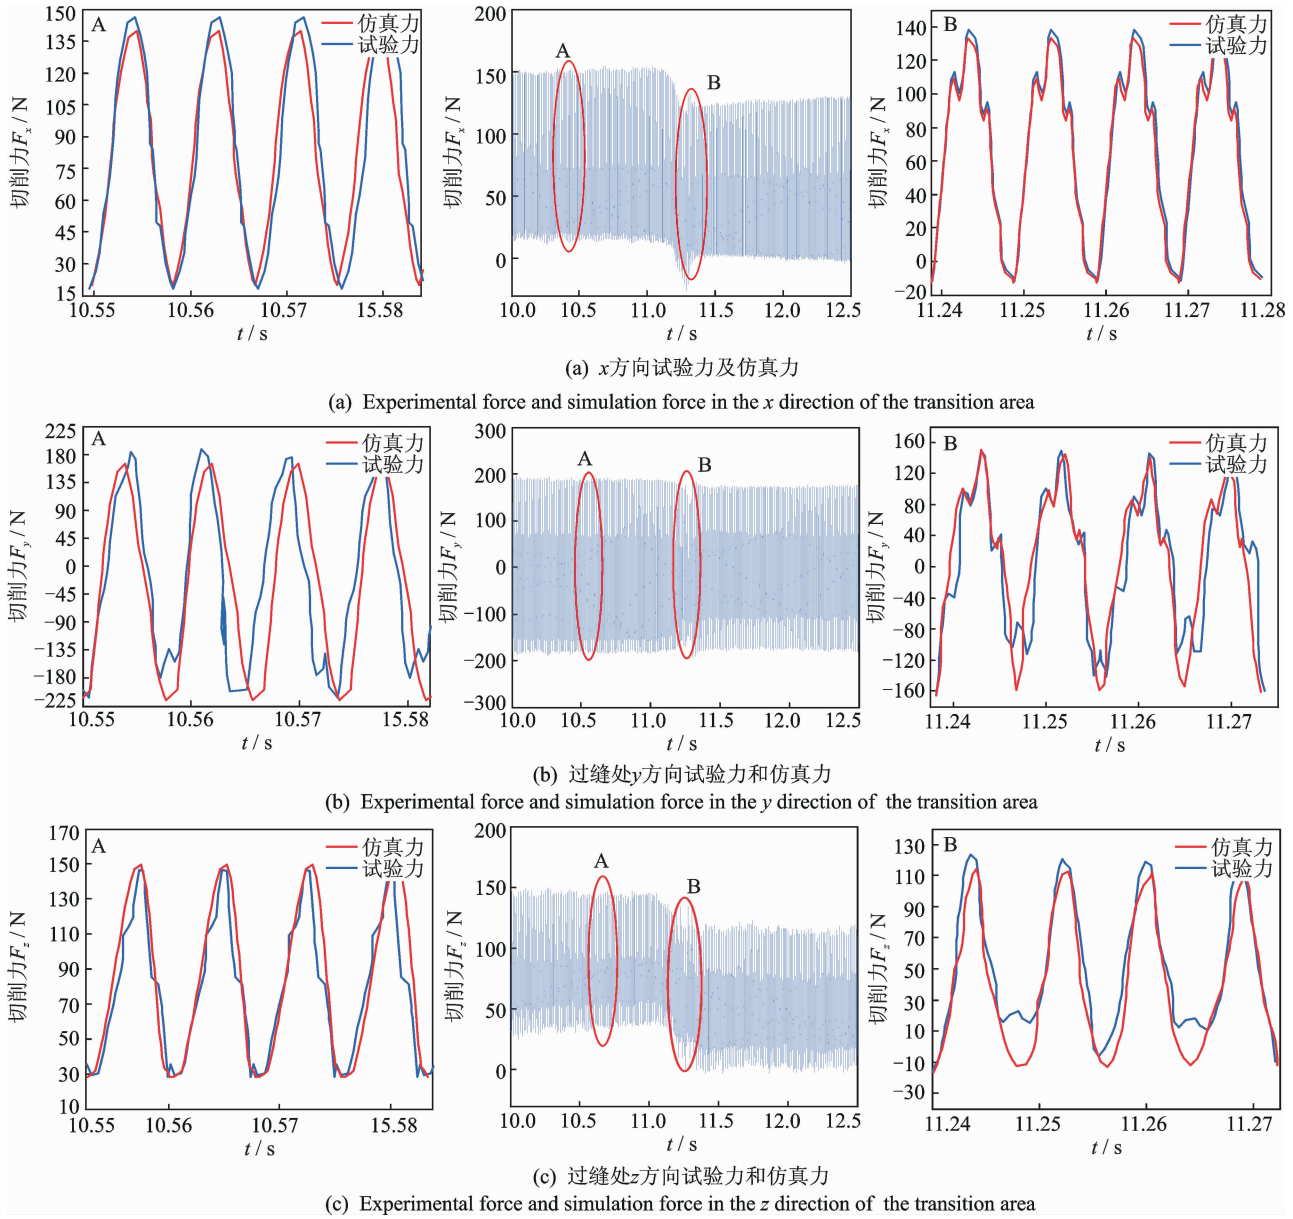 A
仿真力
试验力
150
135
120
105
90
75
60
45
30
15
切削力Fx / N
10.55
10.56
10.57
15.58
t / s
200
150
100
50
0
切削力Fx / N
A
B
10.0
10.5
11.0
11.5
12.0
12.5
t / s
B
仿真力
试验力
160
140
120
100
80
60
40
20
0
−20
切削力Fx / N
11.24
11.25
11.26
11.27
11.28
t / s
(a) x方向试验力及仿真力
(a) Experimental force and simulation force in the x direction of the transition area
A
仿真力
试验力
225
180
135
90
45
0
−45
−90
−135
−180
−225
切削力Fy / N
10.55
10.56
10.57
15.58
t / s
300
200
100
0
−100
−200
−300
切削力Fy / N
A
B
10.0
10.5
11.0
11.5
12.0
12.5
t / s
B
仿真力
试验力
160
120
80
40
0
−40
−80
−120
−160
切削力Fy / N
11.24
11.25
11.26
11.27
t / s
(b) 过缝处y方向试验力和仿真力
(b) Experimental force and simulation force in the y direction of the transition area
A
仿真力
试验力
170
150
130
110
90
70
50
30
10
切削力Fz / N
10.55
10.56
10.57
15.58
t / s
200
150
100
50
0
切削力Fz / N
A
B
10.0
10.5
11.0
11.5
12.0
12.5
t / s
B
仿真力
试验力
130
110
90
70
50
30
10
−10
−30
切削力Fz / N
11.24
11.25
11.26
11.27
t / s
(c) 过缝处z方向试验力和仿真力
(c) Experimental force and simulation force in the z direction of the transition area